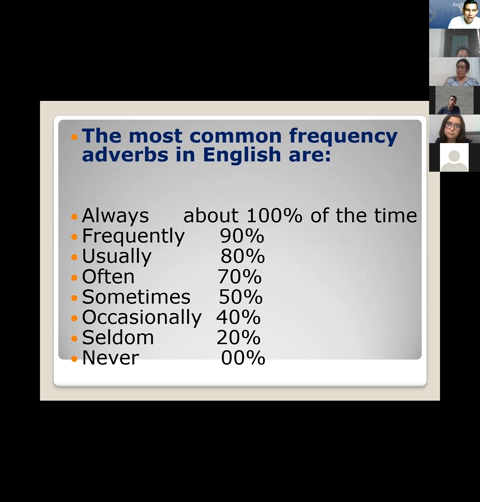 The most common frequency
adverbs in English are:
Always about 100% of the time
Frequently 90%
Usually 80%
Often 70%
Sometimes 50%
Occasionally 40%
Seldom 20%
Never 00%